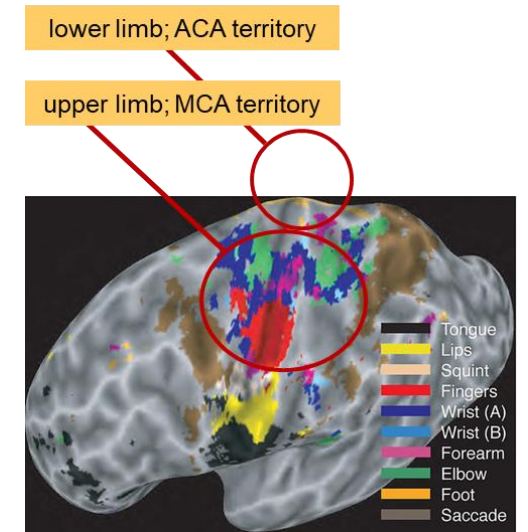 lower limb; ACA territory
upper limb; MCA territory
Tongue
Lips
Squint
Fingers
Wrist (A)
Wrist (B)
Forearm
Elbow
Foot
Saccade